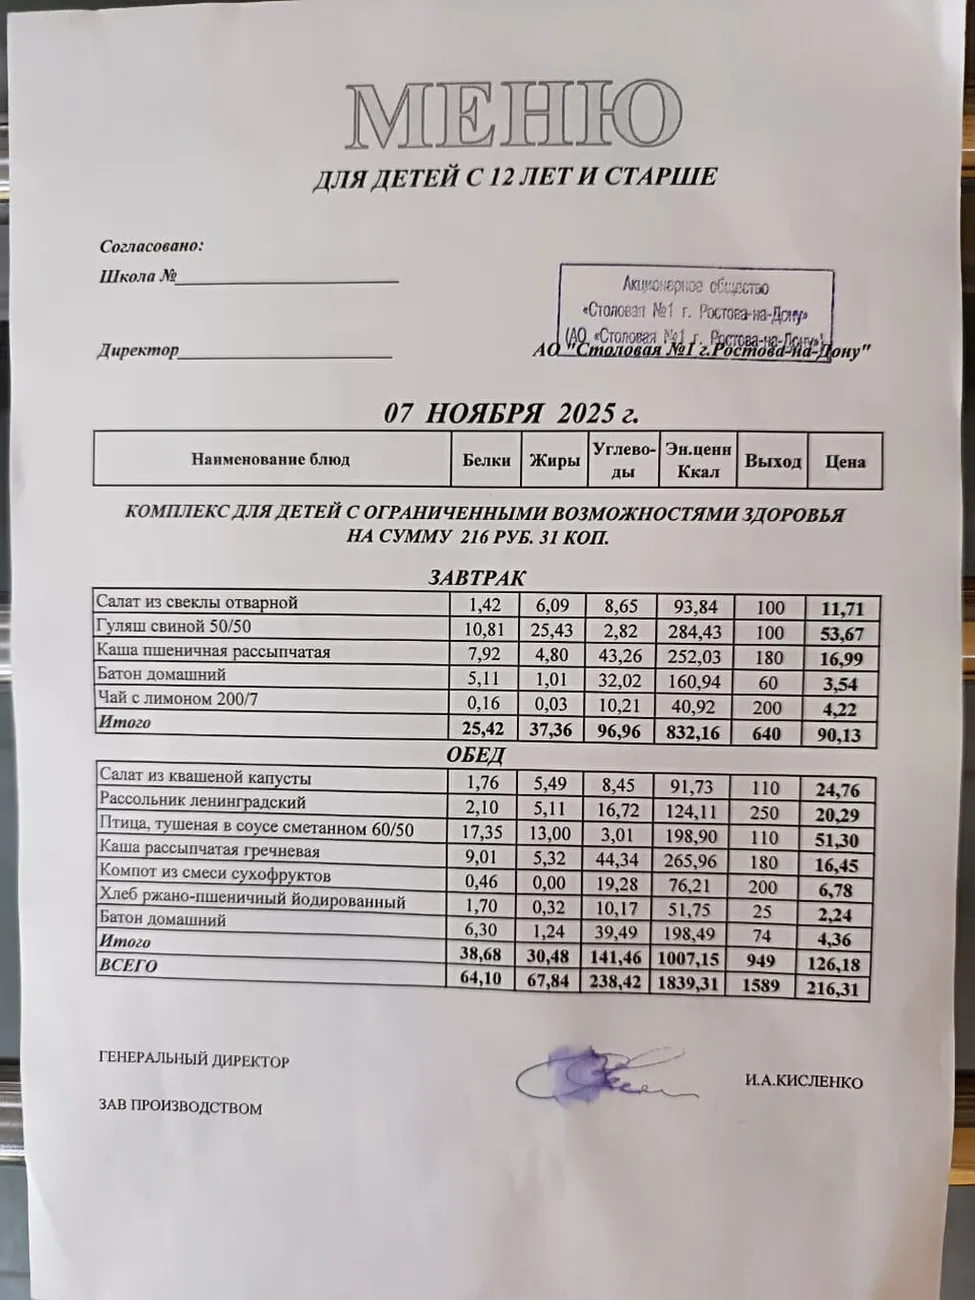 МЕНЮ
ДЛЯ ДЕТЕЙ С 12 ЛЕТ И СТАРШЕ
Согласовано:
Школа №
Акционерное общество
«Столовая №1 г. Ростова-на-Дону»
(АО «Столовая №1 г. Ростова-на-Дону»)
Директор АО "Столовая №1 г.Ростова-на-Дону"
07 НОЯБРЯ 2025 г.
Наименование блюд Белки Жиры Углево-ды Эн.ценн Ккал Выход Цена
КОМПЛЕКС ДЛЯ ДЕТЕЙ С ОГРАНИЧЕННЫМИ ВОЗМОЖНОСТЯМИ ЗДОРОВЬЯ
НА СУММУ 216 РУБ. 31 КОП.
ЗАВТРАК
Салат из свеклы отварной 1,42 6,09 8,65 93,84 100 11,71
Гуляш свиной 50/50 10,81 25,43 2,82 284,43 100 53,67
Каша пшеничная рассыпчатая 7,92 4,80 43,26 252,03 180 16,99
Батон домашний 5,11 1,01 32,02 160,94 60 3,54
Чай с лимоном 200/7 0,16 0,03 10,21 40,92 200 4,22
Итого 25,42 37,36 96,96 832,16 640 90,13
ОБЕД
Салат из квашеной капусты 1,76 5,49 8,45 91,73 110 24,76
Рассольник ленинградский 2,10 5,11 16,72 124,11 250 20,29
Птица, тушеная в соусе сметанном 60/50 17,35 13,00 3,01 198,90 110 51,30
Каша рассыпчатая гречневая 9,01 5,32 44,34 265,96 180 16,45
Компот из смеси сухофруктов 0,46 0,00 19,28 76,21 200 6,78
Хлеб ржано-пшеничный йодированный 1,70 0,32 10,17 51,75 25 2,24
Батон домашний 6,30 1,24 39,49 198,49 74 4,36
Итого 38,68 30,48 141,46 1007,15 949 126,18
ВСЕГО 64,10 67,84 238,42 1839,31 1589 216,31
ГЕНЕРАЛЬНЫЙ ДИРЕКТОР И.А.КИСЛЕНКО
ЗАВ ПРОИЗВОДСТВОМ